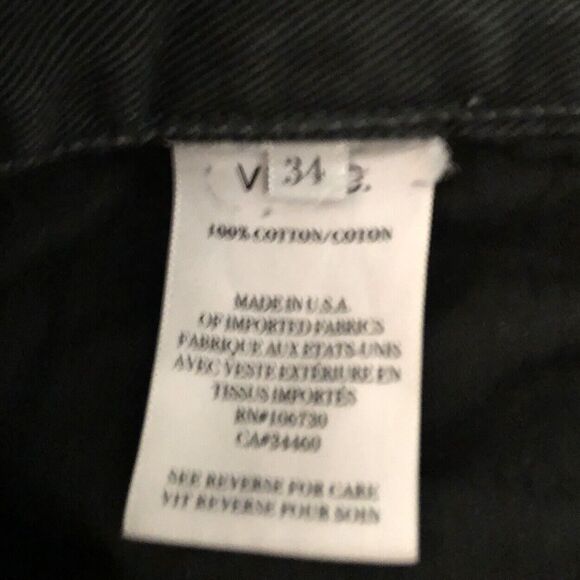 V 34 E.
100% COTTON/COTON
MADE IN U.S.A.
OF IMPORTED FABRICS
FABRIQUE AUX ETATS-UNIS
AVEC VESTE EXTÉRIEURE EN
TISSUS IMPORTÉS
RN#106730
CA#34460
SEE REVERSE FOR CARE
VIT REVERSE POUR SOIN